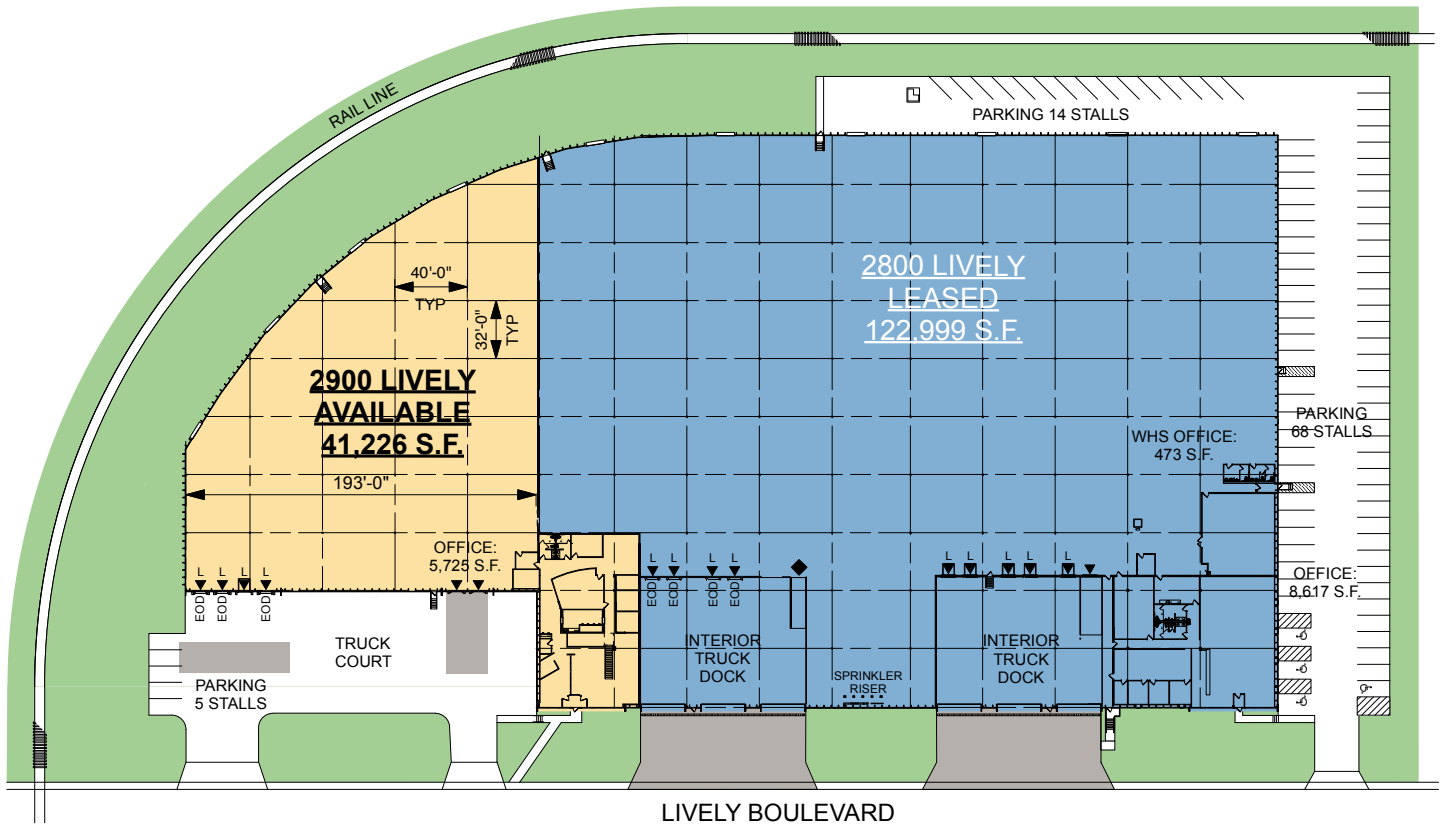 RAIL LINE
PARKING 14 STALLS
40'-0"
TYP
32'-0"
TYP
2800 LIVELY
LEASED
122,999 S.F.
2900 LIVELY
AVAILABLE
41,226 S.F.
193'-0"
PARKING
68 STALLS
WHS OFFICE:
473 S.F.
OFFICE:
5,725 S.F.
OFFICE:
8,617 S.F.
L
L
L
L
L
L
L
L
L
L
L
L
L
EOD
EOD
EOD
EOD
EOD
EOD
EOD
TRUCK
COURT
INTERIOR
TRUCK
DOCK
INTERIOR
TRUCK
DOCK
SPRINKLER
RISER
PARKING
5 STALLS
LIVELY BOULEVARD